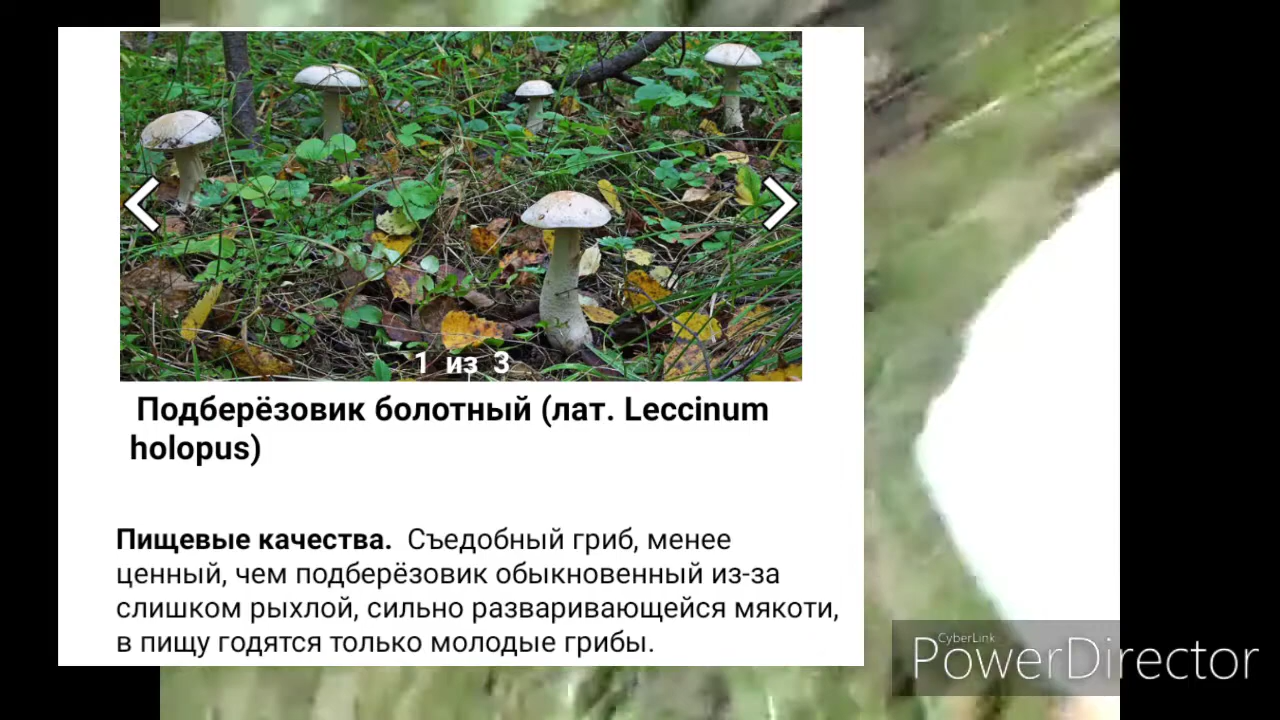 1 из 3
Подберёзовик болотный (лат. Leccinum
holopus)
Пищевые качества. Съедобный гриб, менее
ценный, чем подберёзовик обыкновенный из-за
слишком рыхлой, сильно разваривающейся мякоти,
в пищу годятся только молодые грибы.
CyberLink
PowerDirector